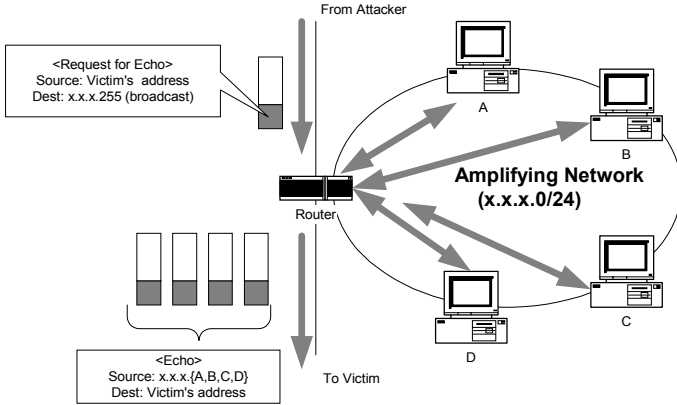 From Attacker
<Request for Echo>
Source: Victim's address
Dest: x.x.x.255 (broadcast)
A
B
Amplifying Network
(x.x.x.0/24)
Router
C
D
<Echo>
Source: x.x.x.{A,B,C,D}
Dest: Victim's address
To Victim